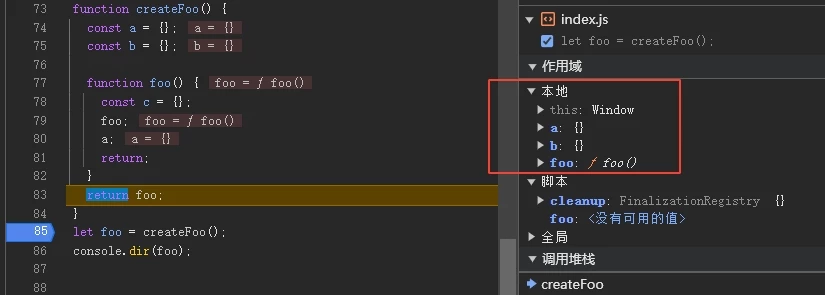 73 function createFoo() {
74 const a = {}; a = {}
75 const b = {}; b = {}
76
77 function foo() { foo = ƒ foo()
78 const c = {};
79 foo; foo = ƒ foo()
80 a; a = {}
81 return;
82 }
83 return foo;
84 }
85 let foo = createFoo();
86 console.dir(foo);
87
88
index.js
let foo = createFoo();
作用域
本地
this: Window
a: {}
b: {}
foo: ƒ foo()
脚本
cleanup: FinalizationRegistry {}
foo: <没有可用的值>
全局
调用堆栈
createFoo